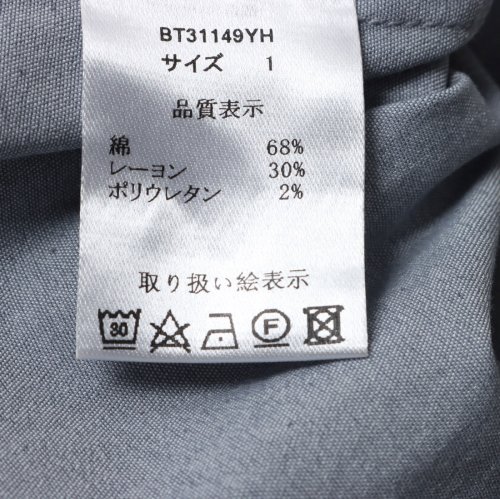 BT31149YH
サイズ 1
品質表示
綿 68%
レーヨン 30%
ポリウレタン 2%
取り扱い絵表示
30 F